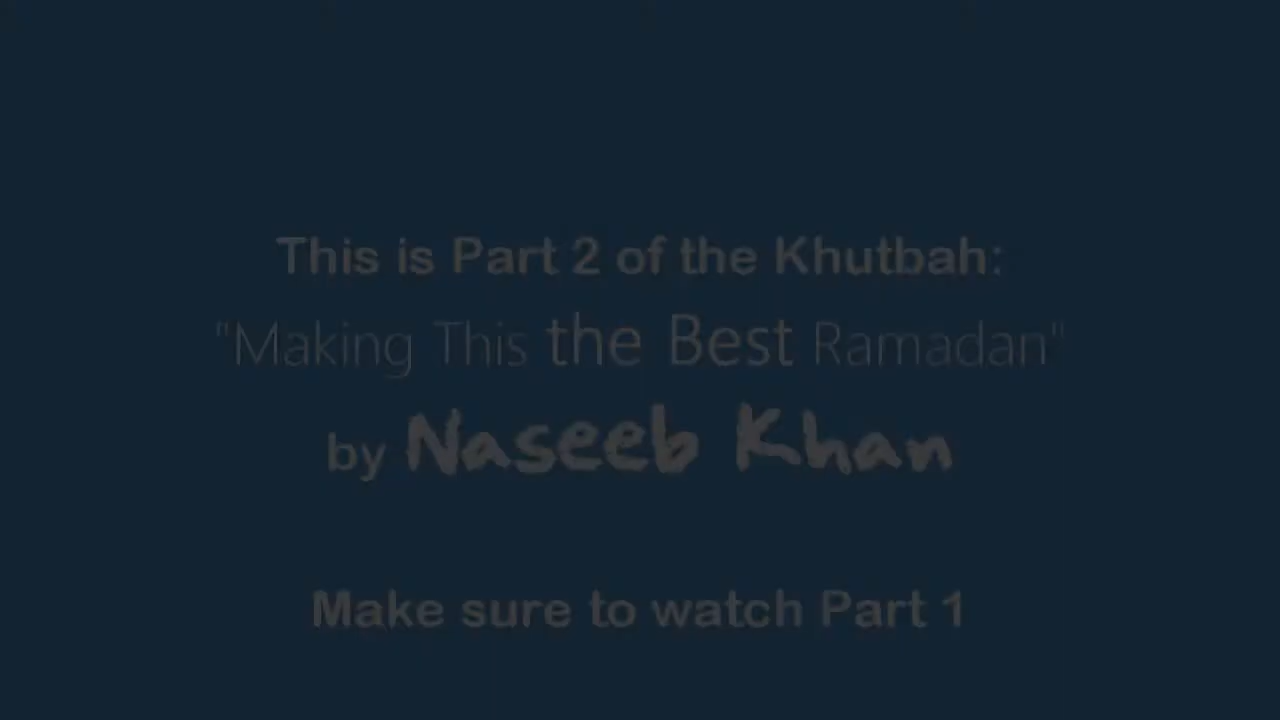 This is Part 2 of the Khutbah:
"Making This the Best Ramadan"
by Naseeb Khan
Make sure to watch Part 1